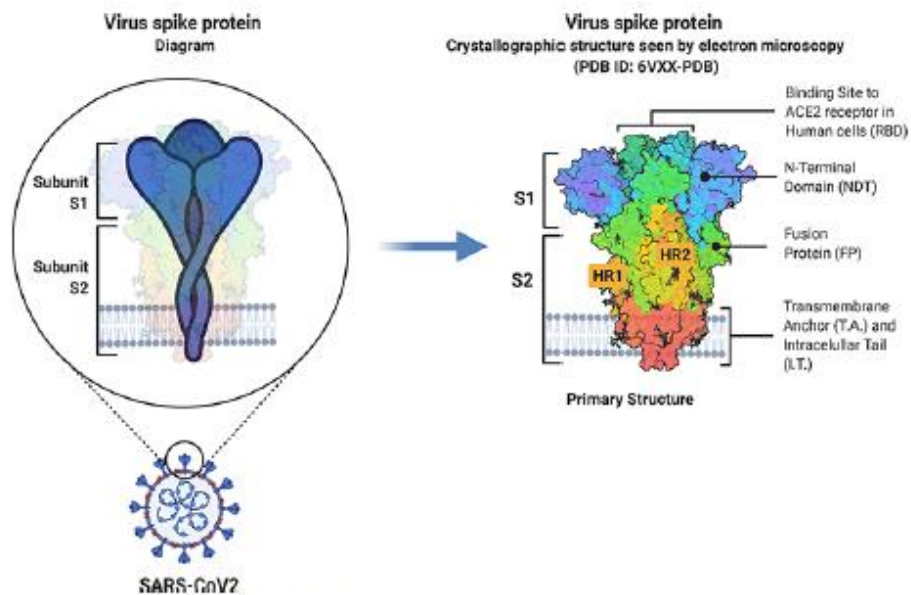 Virus spike protein
Diagram
Subunit
S1
Subunit
S2
SARS-CoV2
Virus spike protein
Crystallographic structure seen by electron microscopy
(PDB ID: 6VXX-PDB)
S1
S2
HR1
HR2
Binding Site to
ACE2 receptor in
Human cells (RBD)
N-Terminal
Domain (NDT)
Fusion
Protein (FP)
Transmembrane
Anchor (T.A.) and
Intracelullar Tail
(I.T.)
Primary Structure